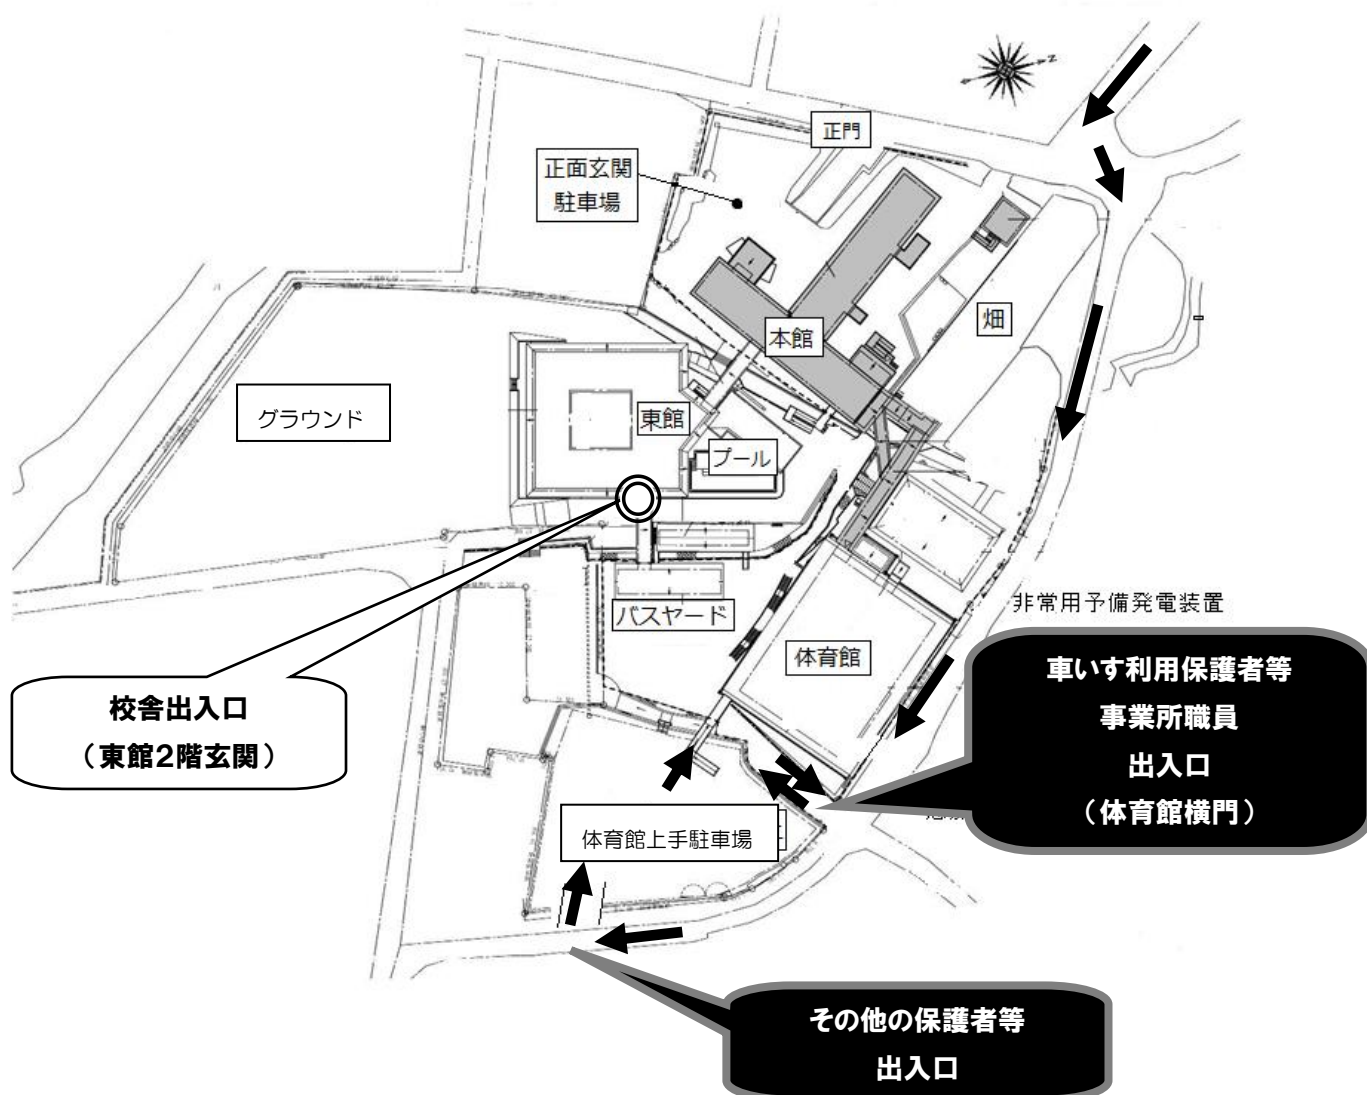 正門
正面玄関
駐車場
畑
本館
グラウンド
東館
プール
バスヤード
非常用予備発電装置
体育館
車いす利用保護者等
事業所職員
出入口
（体育館横門）
校舎出入口
（東館2階玄関）
体育館上手駐車場
その他の保護者等
出入口